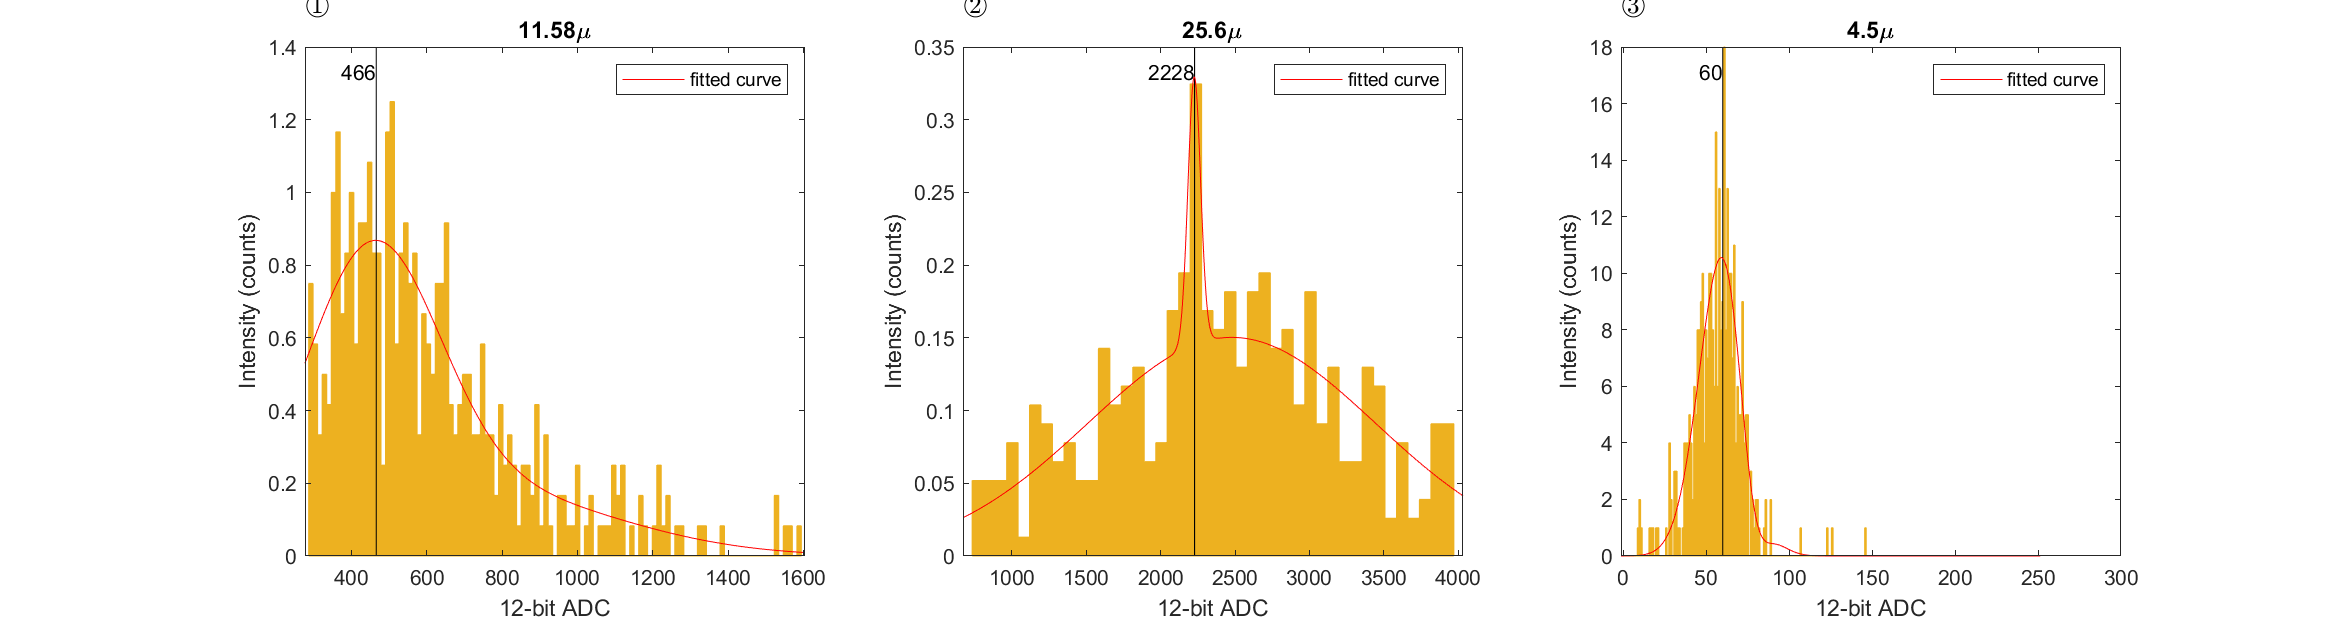 ①
11.58μ
1.4
1.2
1
0.8
0.6
0.4
0.2
0
466
fitted curve
Intensity (counts)
400 600 800 1000 1200 1400 1600
12-bit ADC
②
25.6μ
0.35
0.3
0.25
0.2
0.15
0.1
0.05
0
2228
fitted curve
Intensity (counts)
1000 1500 2000 2500 3000 3500 4000
12-bit ADC
③
4.5μ
18
16
14
12
10
8
6
4
2
0
60
fitted curve
Intensity (counts)
0 50 100 150 200 250 300
12-bit ADC